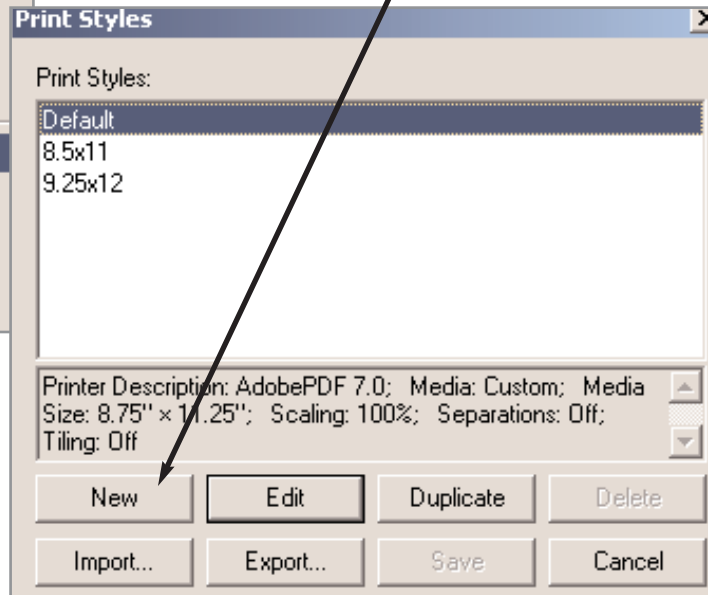 Print Styles
Print Styles:
Default
8.5x11
9.25x12
Printer Description: AdobePDF 7.0; Media: Custom; Media
Size: 8.75" × 11.25"; Scaling: 100%; Separations: Off;
Tiling: Off
New Edit Duplicate Delete
Import... Export... Save Cancel